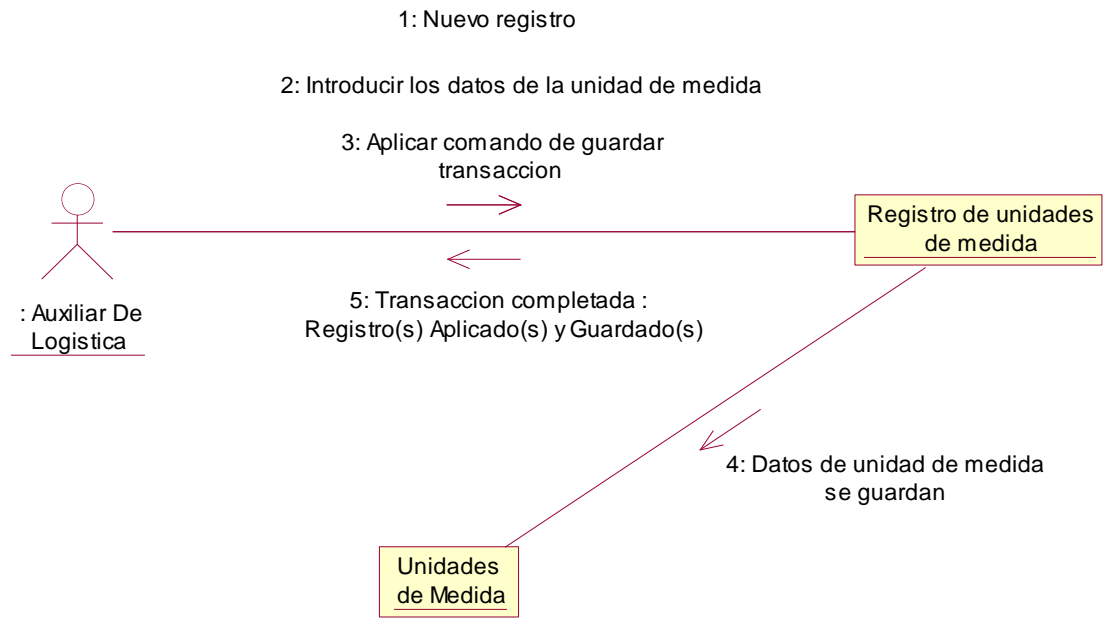 1: Nuevo registro
2: Introducir los datos de la unidad de medida
3: Aplicar comando de guardar
transaccion
Registro de unidades
de medida
: Auxiliar De
Logistica
5: Transaccion completada :
Registro(s) Aplicado(s) y Guardado(s)
4: Datos de unidad de medida
se guardan
Unidades
de Medida